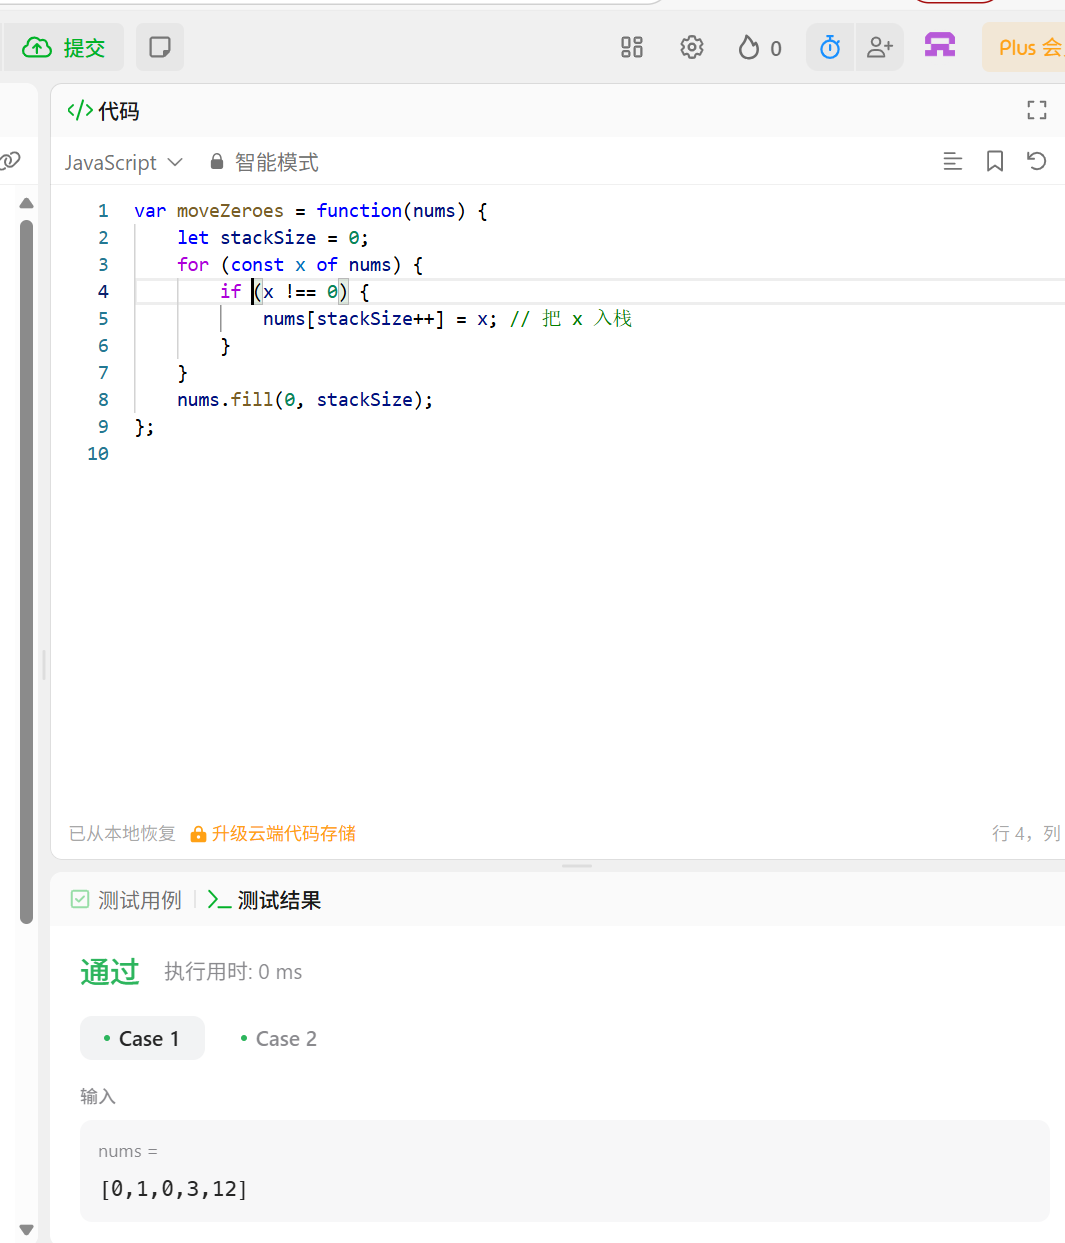 提交
0
Plus 会
</> 代码
JavaScript 智能模式
1 var moveZeroes = function(nums) {
2 let stackSize = 0;
3 for (const x of nums) {
4 if (x !== 0) {
5 nums[stackSize++] = x; // 把 x 入栈
6 }
7 }
8 nums.fill(0, stackSize);
9 };
10
已从本地恢复 升级云端代码存储 行 4，列
测试用例 测试结果
通过 执行用时: 0 ms
• Case 1 • Case 2
输入
nums =
[0,1,0,3,12]